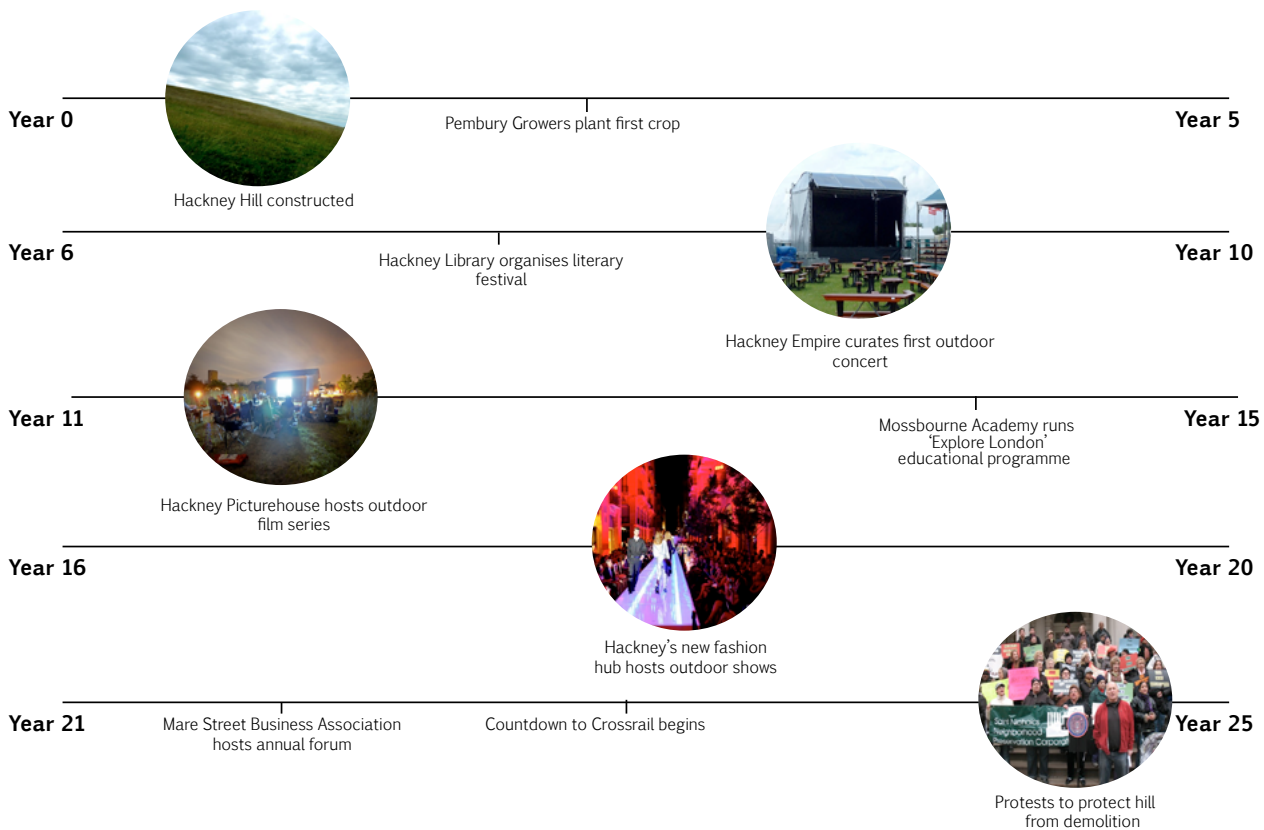 Year 0
Pembury Growers plant first crop
Year 5
Hackney Hill constructed
Year 6
Hackney Library organises literary
festival
Year 10
Hackney Empire curates first outdoor
concert
Year 11
Mossbourne Academy runs
‘Explore London’
educational programme
Year 15
Hackney Picturehouse hosts outdoor
film series
Year 16
Year 20
Hackney’s new fashion
hub hosts outdoor shows
Year 21
Mare Street Business Association
hosts annual forum
Countdown to Crossrail begins
Neighborhood
Preservation Corporation
Year 25
Protests to protect hill
from demolition